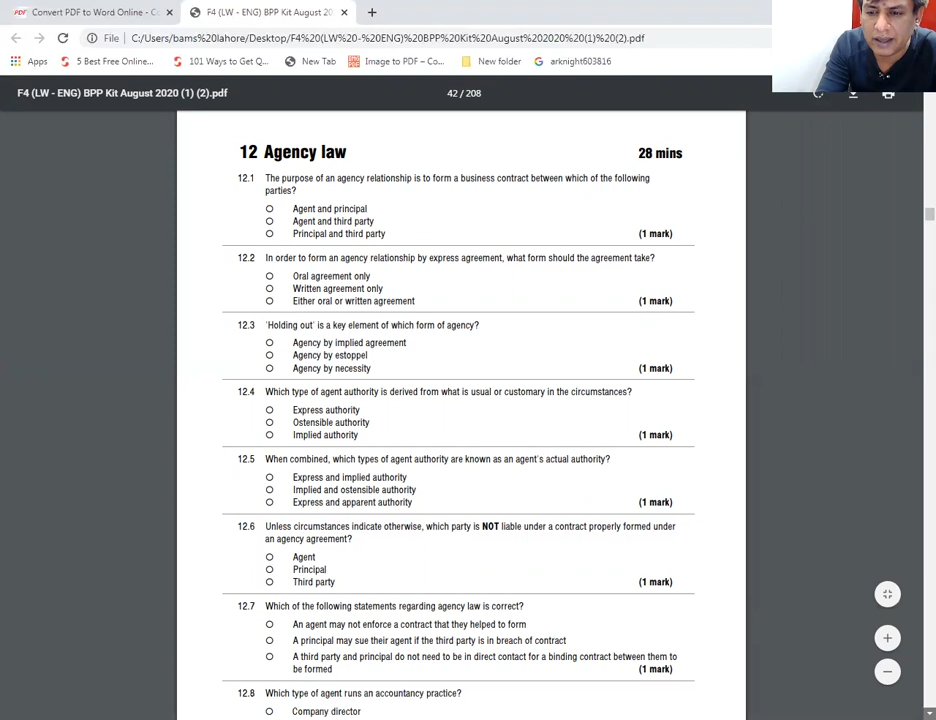 Convert PDF to Word Online - Co
F4 (LW - ENG) BPP Kit August 202
File
C:/Users/bams%20lahore/Desktop/F4%20(LW%20-%20ENG)%20BPP%20Kit%20August%202020%20(1)%20(2).pdf
Apps
5 Best Free Online...
101 Ways to Get Q...
New Tab
Image to PDF – Co...
New folder
arknight603816
F4 (LW - ENG) BPP Kit August 2020 (1) (2).pdf
42 / 208
12 Agency law 28 mins
12.1 The purpose of an agency relationship is to form a business contract between which of the following
parties?
Agent and principal
Agent and third party
Principal and third party (1 mark)
12.2 In order to form an agency relationship by express agreement, what form should the agreement take?
Oral agreement only
Written agreement only
Either oral or written agreement (1 mark)
12.3 'Holding out' is a key element of which form of agency?
Agency by implied agreement
Agency by estoppel
Agency by necessity (1 mark)
12.4 Which type of agent authority is derived from what is usual or customary in the circumstances?
Express authority
Ostensible authority
Implied authority (1 mark)
12.5 When combined, which types of agent authority are known as an agent's actual authority?
Express and implied authority
Implied and ostensible authority
Express and apparent authority (1 mark)
12.6 Unless circumstances indicate otherwise, which party is NOT liable under a contract properly formed under
an agency agreement?
Agent
Principal
Third party (1 mark)
12.7 Which of the following statements regarding agency law is correct?
An agent may not enforce a contract that they helped to form
A principal may sue their agent if the third party is in breach of contract
A third party and principal do not need to be in direct contact for a binding contract between them to
be formed (1 mark)
12.8 Which type of agent runs an accountancy practice?
Company director